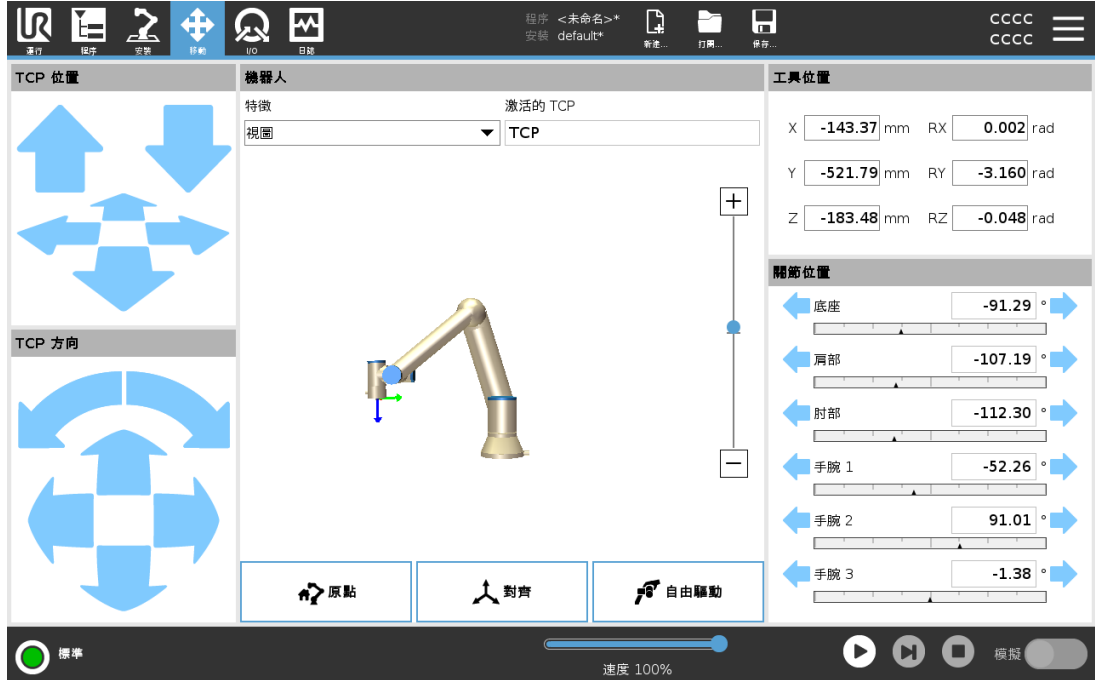 UR
運行
程序
安裝
移動
I/O
日誌
程序 <未命名>*
安裝 default*
新建...
打開...
保存...
cccc
cccc
TCP 位置
機器人
特徵
激活的 TCP
視圖
TCP
工具位置
X -143.37 mm RX 0.002 rad
Y -521.79 mm RY -3.160 rad
Z -183.48 mm RZ -0.048 rad
關節位置
底座 -91.29 °
肩部 -107.19 °
肘部 -112.30 °
手腕 1 -52.26 °
手腕 2 91.01 °
手腕 3 -1.38 °
TCP 方向
原點
對齊
自由驅動
標準
速度 100%
模擬